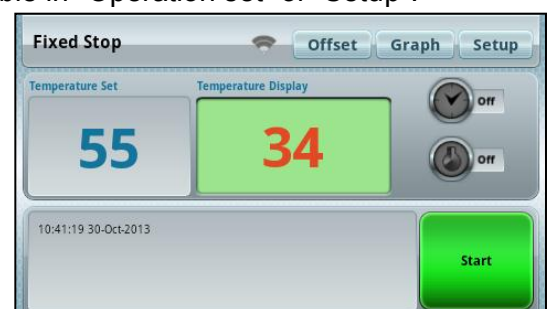 Fixed Stop Offset Graph Setup
Temperature Set Temperature Display
55 34 Off
Off
10:41:19 30-Oct-2013
Start